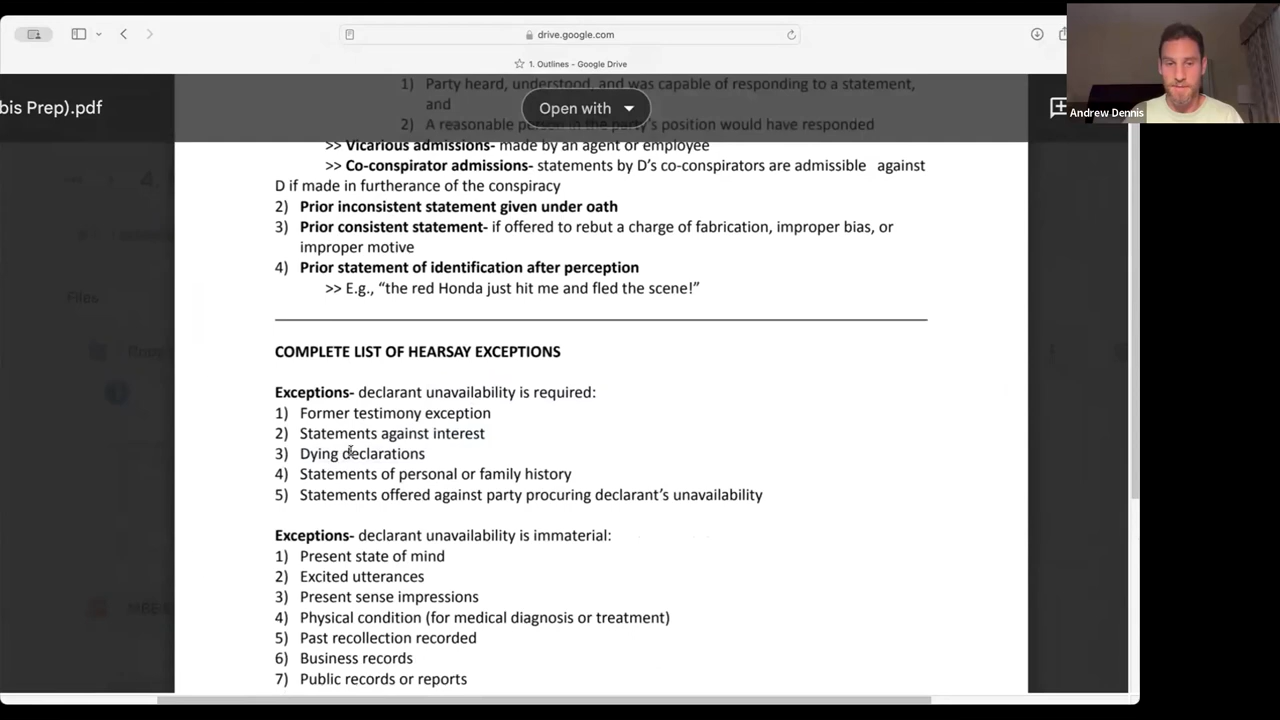 drive.google.com
1. Outlines – Google Drive
bis Prep).pdf
Open with
Andrew Dennis
1) Party heard, understood, and was capable of responding to a statement,
and
2) A reasonable person in the party's position would have responded
>> Vicarious admissions- made by an agent or employee
>> Co-conspirator admissions- statements by D's co-conspirators are admissible against
D if made in furtherance of the conspiracy
2) Prior inconsistent statement given under oath
3) Prior consistent statement- if offered to rebut a charge of fabrication, improper bias, or
improper motive
4) Prior statement of identification after perception
>> E.g., “the red Honda just hit me and fled the scene!”
COMPLETE LIST OF HEARSAY EXCEPTIONS
Exceptions- declarant unavailability is required:
1) Former testimony exception
2) Statements against interest
3) Dying declarations
4) Statements of personal or family history
5) Statements offered against party procuring declarant’s unavailability
Exceptions- declarant unavailability is immaterial:
1) Present state of mind
2) Excited utterances
3) Present sense impressions
4) Physical condition (for medical diagnosis or treatment)
5) Past recollection recorded
6) Business records
7) Public records or reports
Files